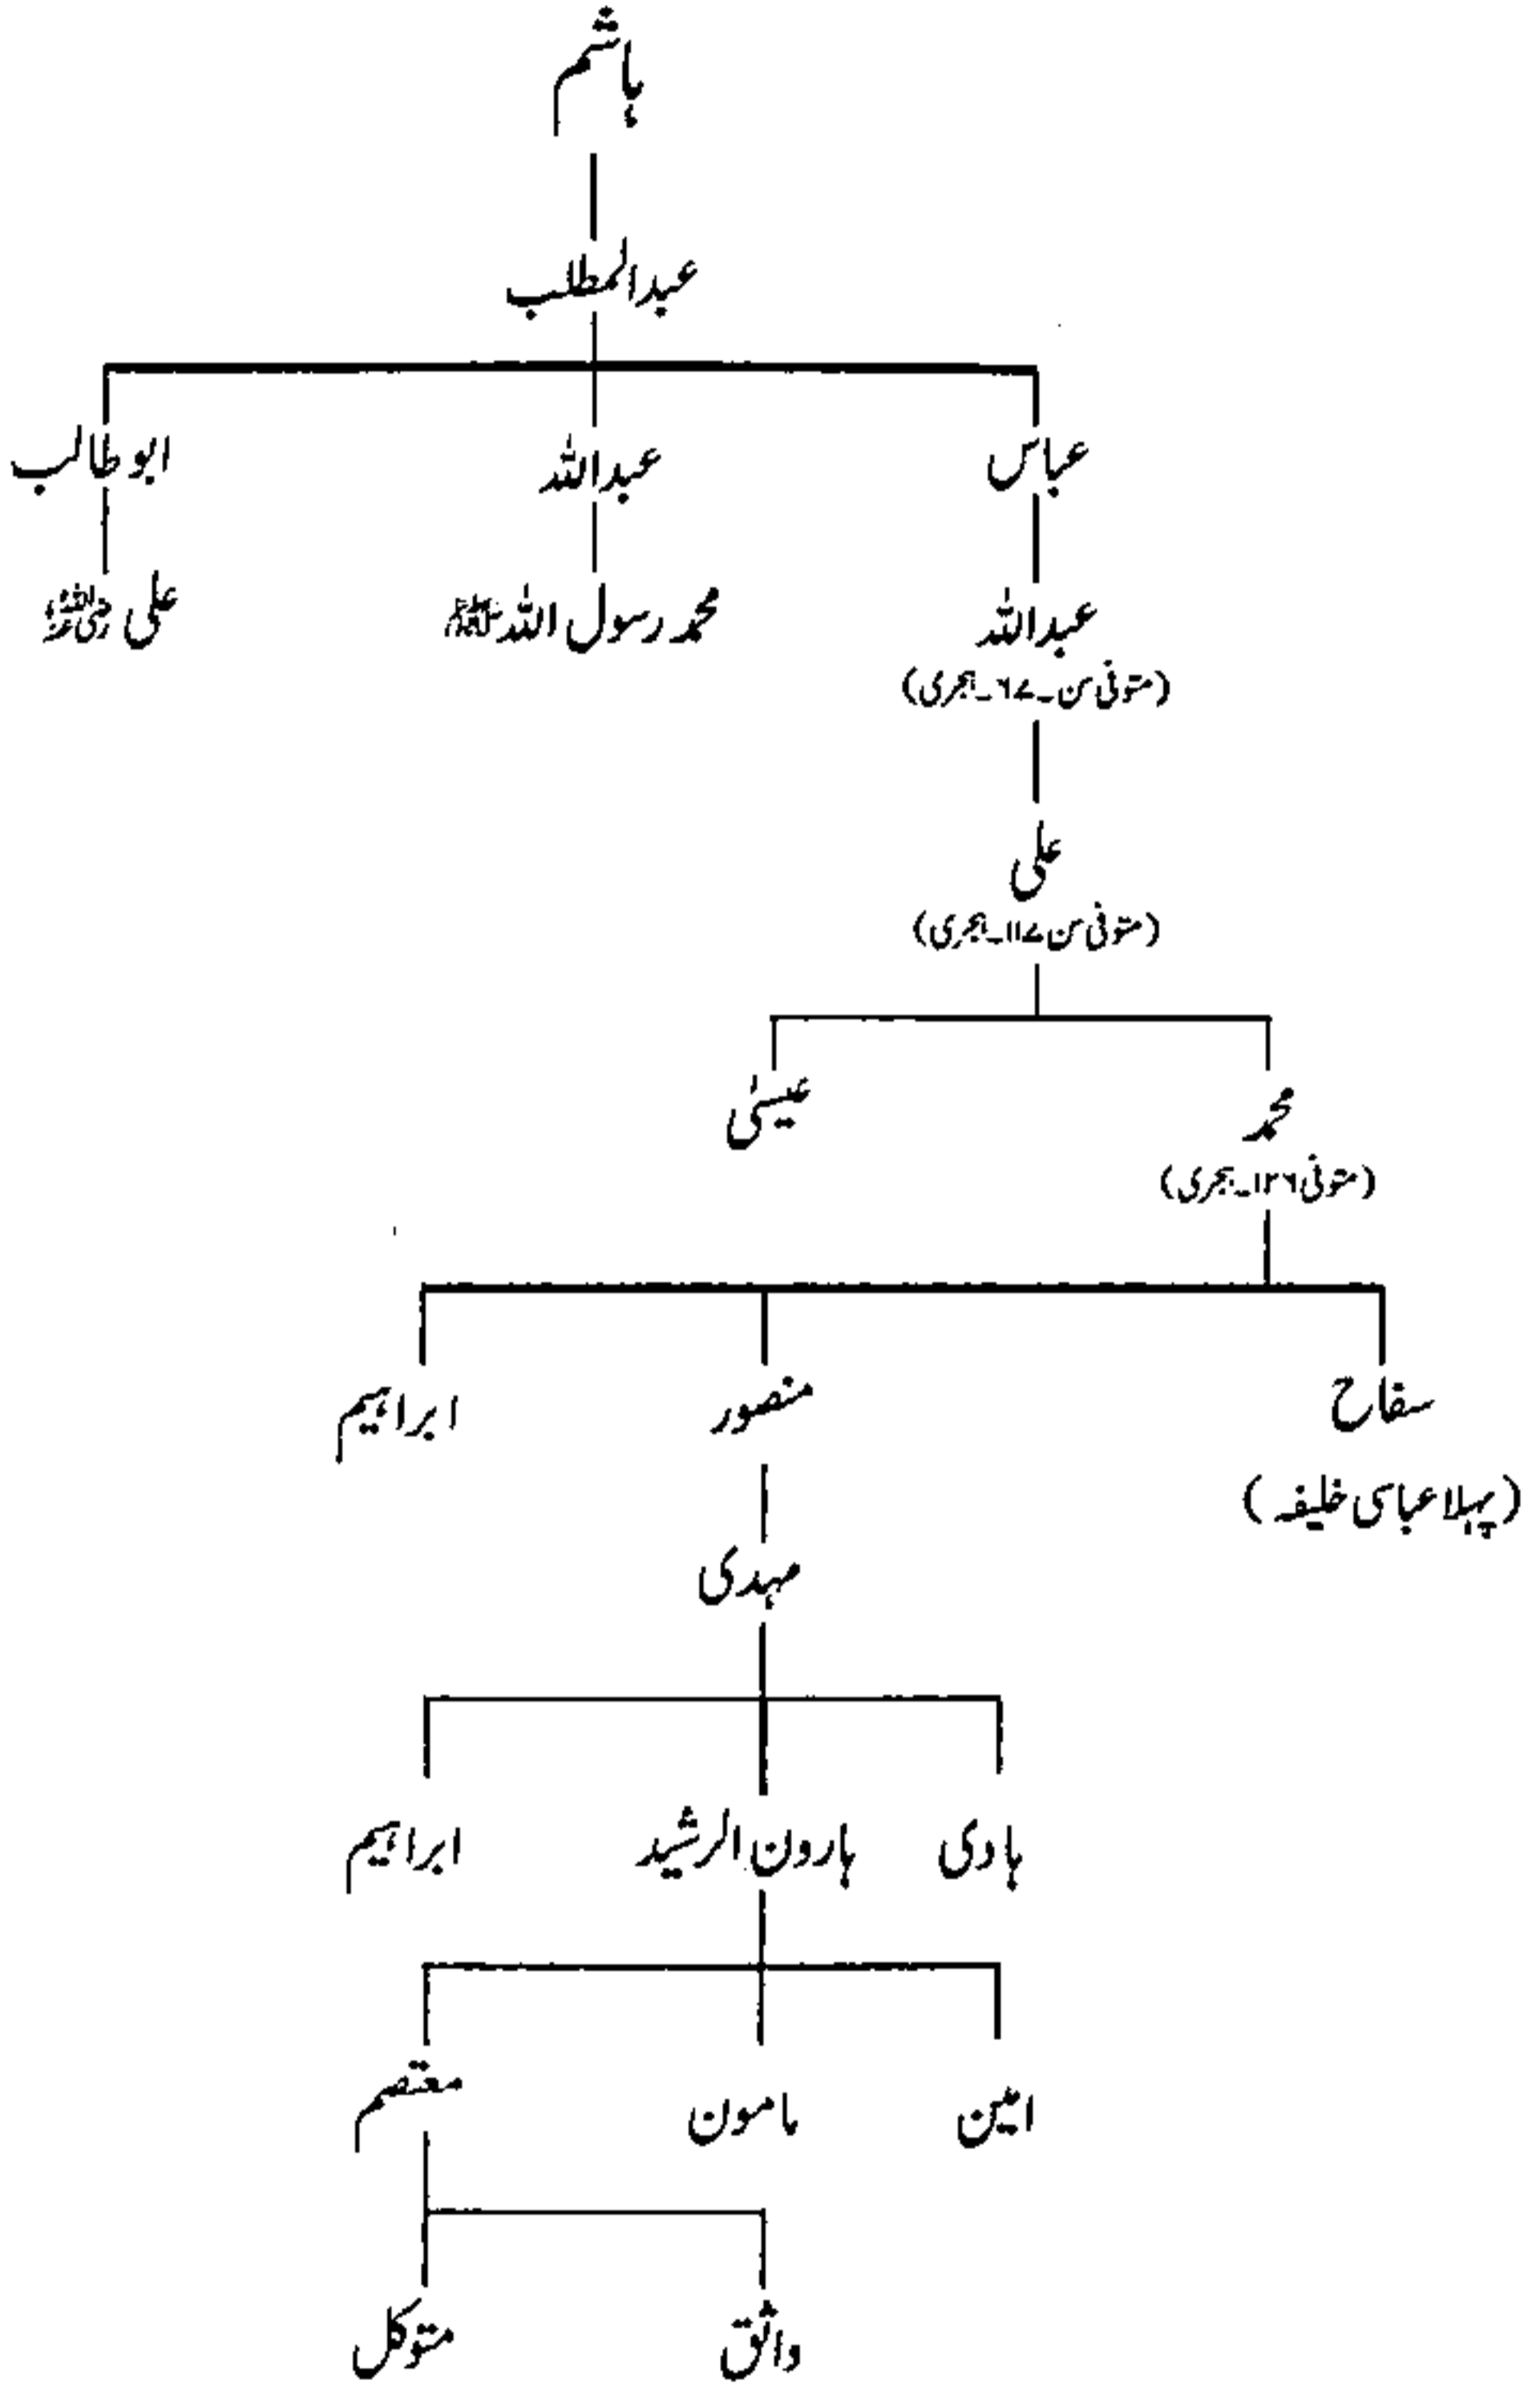 ہاشم
عبدالمطلب
عباس
عبداللہ
ابو طالب
عبداللہ
محمد رسول اللہ ﷺ
علی رضی اللہ عنہ
(متوفی سن۔۶۷۔ہجری)
علی
(متوفی سن ۱۱۷۔ہجری)
محمد
عیسیٰ
(متوفی ۱۲۶۔ہجری)
سفاح
منصور
ابراہیم
(پہلا عباسی خلیفہ)
مہدی
ہادی
ہارون الرشید
ابراہیم
امین
مامون
معتصم
واثق
متوکل